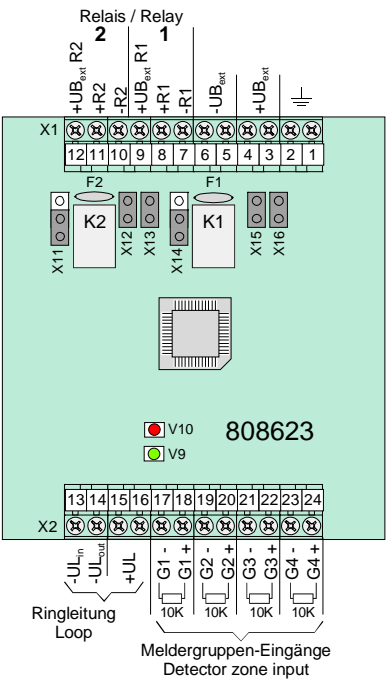 Relais / Relay
2 1
+UBext R2
+R2
-R2
+UBext R1
+R1
-R1
-UBext
+UBext
X1
12 11 10 9 8 7 6 5 4 3 2 1
F2 F1
K2 K1
X11 X12 X13 X14 X15 X16
V10
V9
808623
13 14 15 16 17 18 19 20 21 22 23 24
X2
-ULin
-ULout
+UL
G1 -
G1 +
G2 -
G2 +
G3 -
G3 +
G4 -
G4 +
10K 10K 10K 10K
Ringleitung
Loop
Meldergruppen-Eingänge
Detector zone input